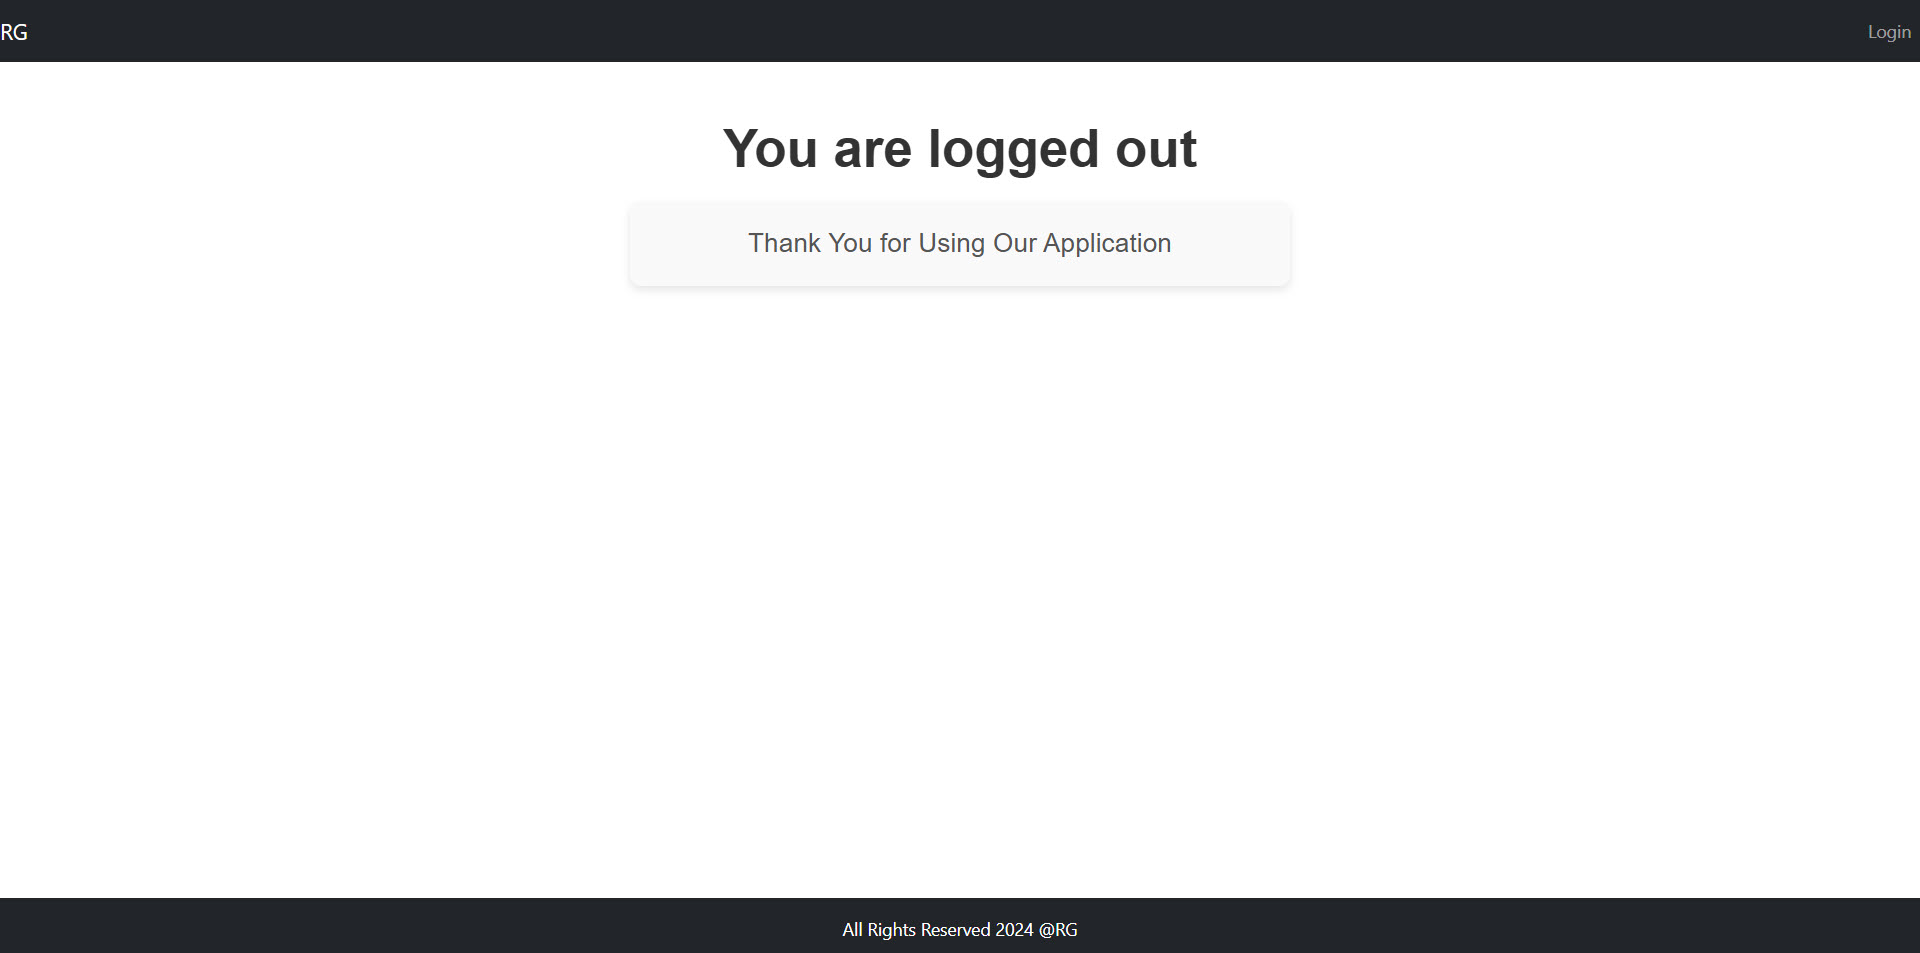 RG
Login
You are logged out
Thank You for Using Our Application
All Rights Reserved 2024 @RG